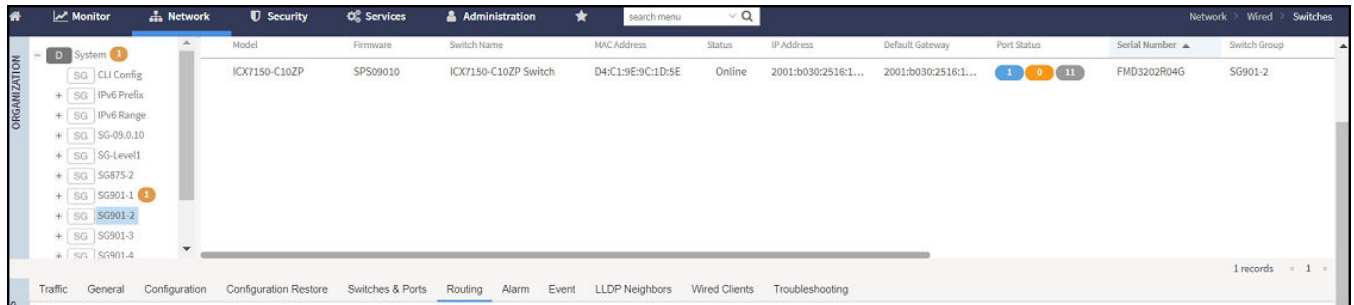 Monitor Network Security Services Administration search menu Network > Wired > Switches
ORGANIZATION
D System 1
SG CLI Config
SG IPv6 Prefix
SG IPv6 Range
SG SG-09.0.10
SG SG-Level1
SG SG875-2
SG SG901-1 1
SG SG901-2
SG SG901-3
SG SG901-4
Model Firmware Switch Name MAC Address Status IP Address Default Gateway Port Status Serial Number Switch Group
ICX7150-C10ZP SPS09010 ICX7150-C10ZP Switch D4:C1:9E:9C:1D:5E Online 2001:b030:2516:1... 2001:b030:2516:1... 1 0 11 FMD3202R04G SG901-2
1 records « 1 »
Traffic General Configuration Configuration Restore Switches & Ports Routing Alarm Event LLDP Neighbors Wired Clients Troubleshooting